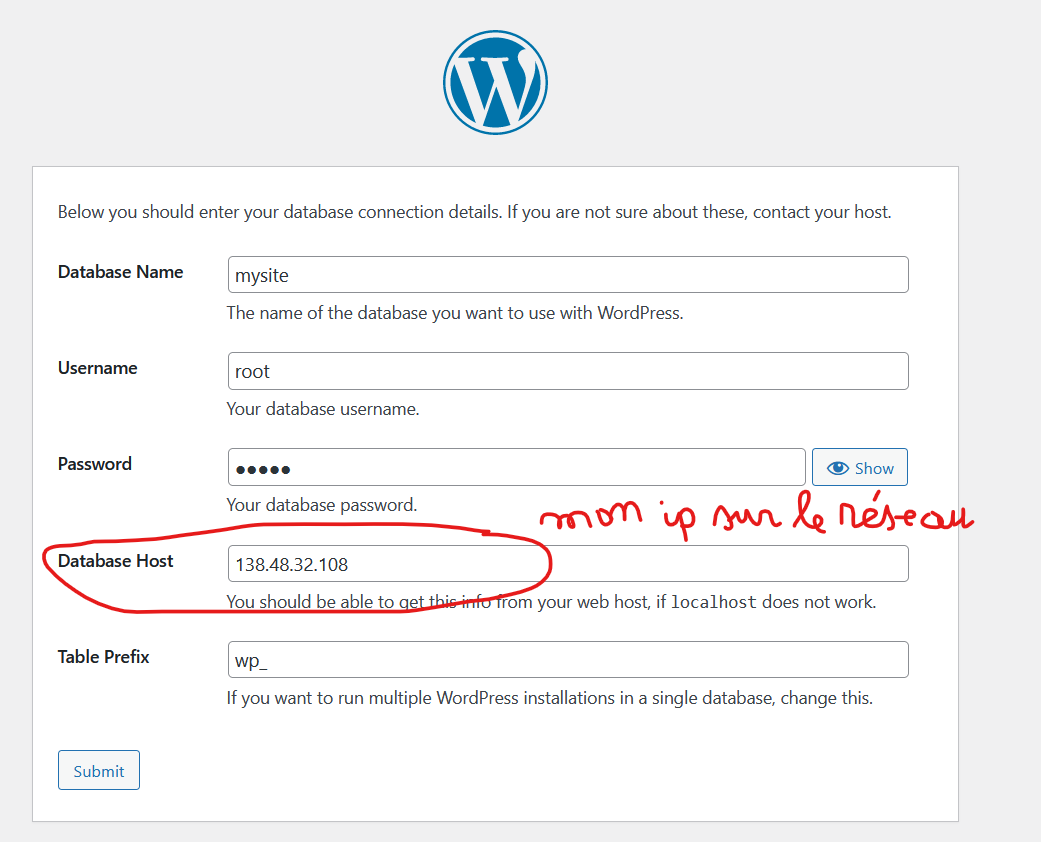 Below you should enter your database connection details. If you are not sure about these, contact your host.
Database Name
mysite
The name of the database you want to use with WordPress.
Username
root
Your database username.
Password
●●●●●
Show
Your database password.
mon ip sur le réseau
Database Host
138.48.32.108
You should be able to get this info from your web host, if localhost does not work.
Table Prefix
wp_
If you want to run multiple WordPress installations in a single database, change this.
Submit